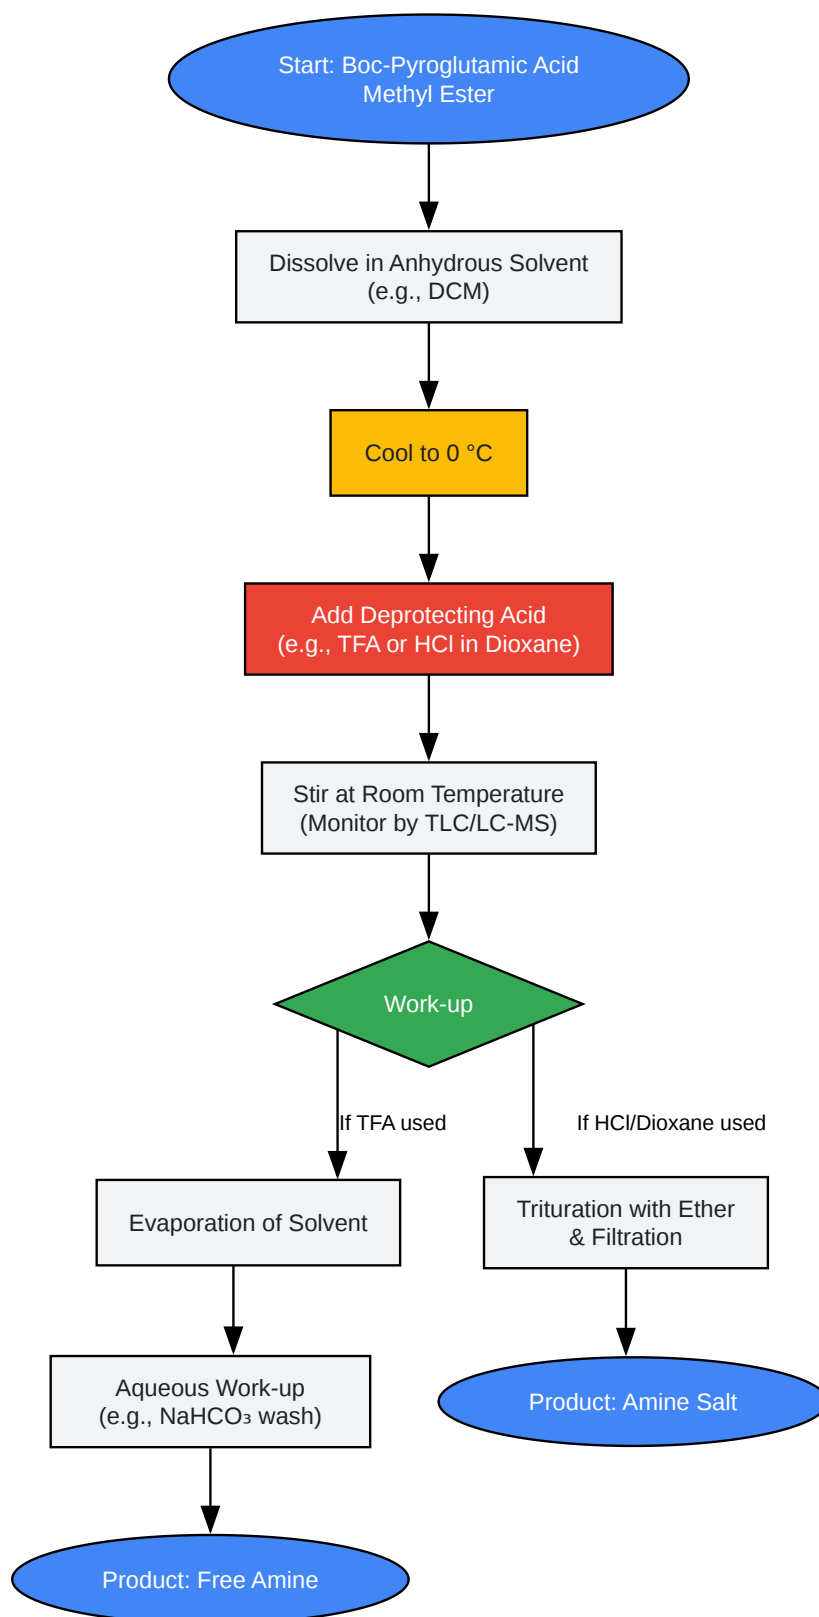 Start: Boc-Pyroglutamic Acid
Methyl Ester
Dissolve in Anhydrous Solvent
(e.g., DCM)
Cool to 0 °C
Add Deprotecting Acid
(e.g., TFA or HCl in Dioxane)
Stir at Room Temperature
(Monitor by TLC/LC-MS)
Work-up
If TFA used
If HCl/Dioxane used
Evaporation of Solvent
Trituration with Ether
& Filtration
Aqueous Work-up
(e.g., NaHCO₃ wash)
Product: Amine Salt
Product: Free Amine